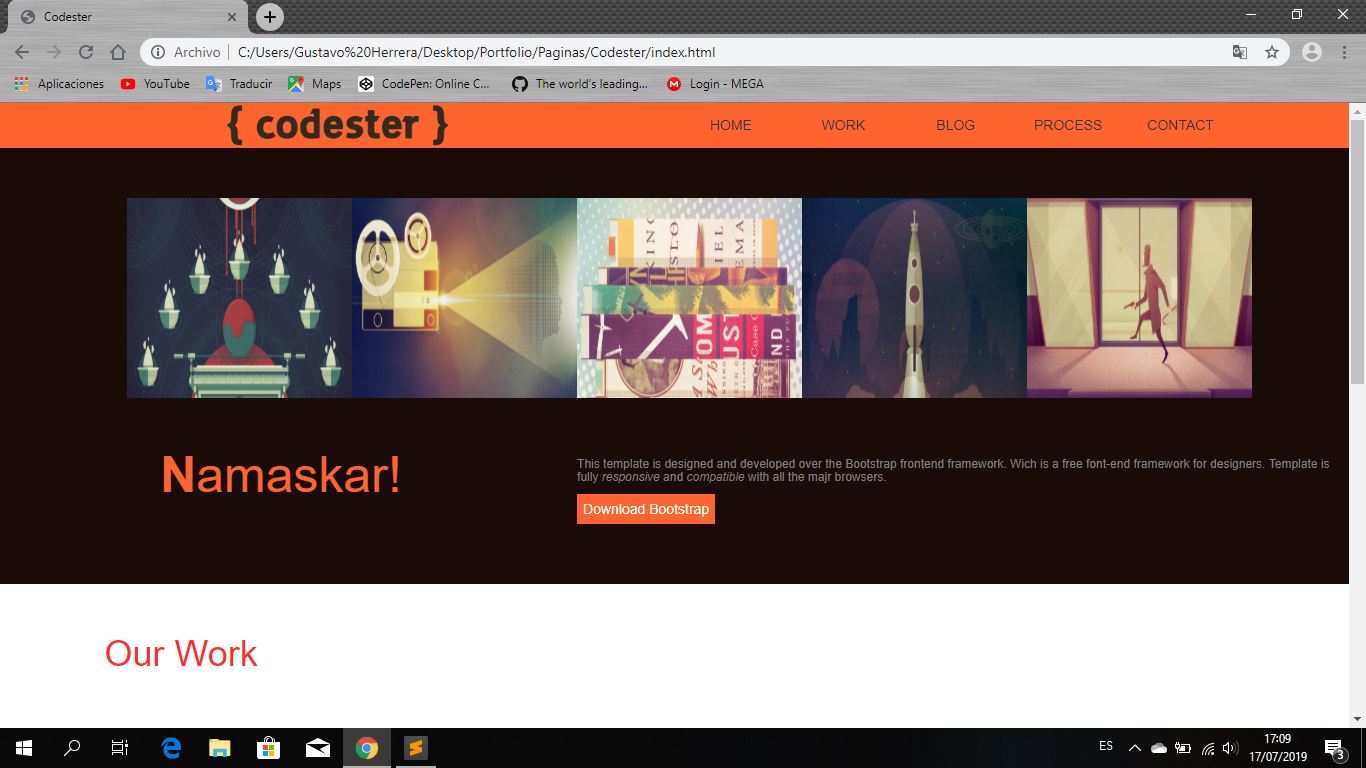 Codester
Archivo C:/Users/Gustavo%20Herrera/Desktop/Portfolio/Paginas/Codester/index.html
Aplicaciones YouTube Traducir Maps CodePen: Online C... The world's leading... Login - MEGA
{ codester } HOME WORK BLOG PROCESS CONTACT
Namaskar!
This template is designed and developed over the Bootstrap frontend framework. Wich is a free font-end framework for designers. Template is
fully responsive and compatible with all the majr browsers.
Download Bootstrap
Our Work
ES 17:09
17/07/2019 3